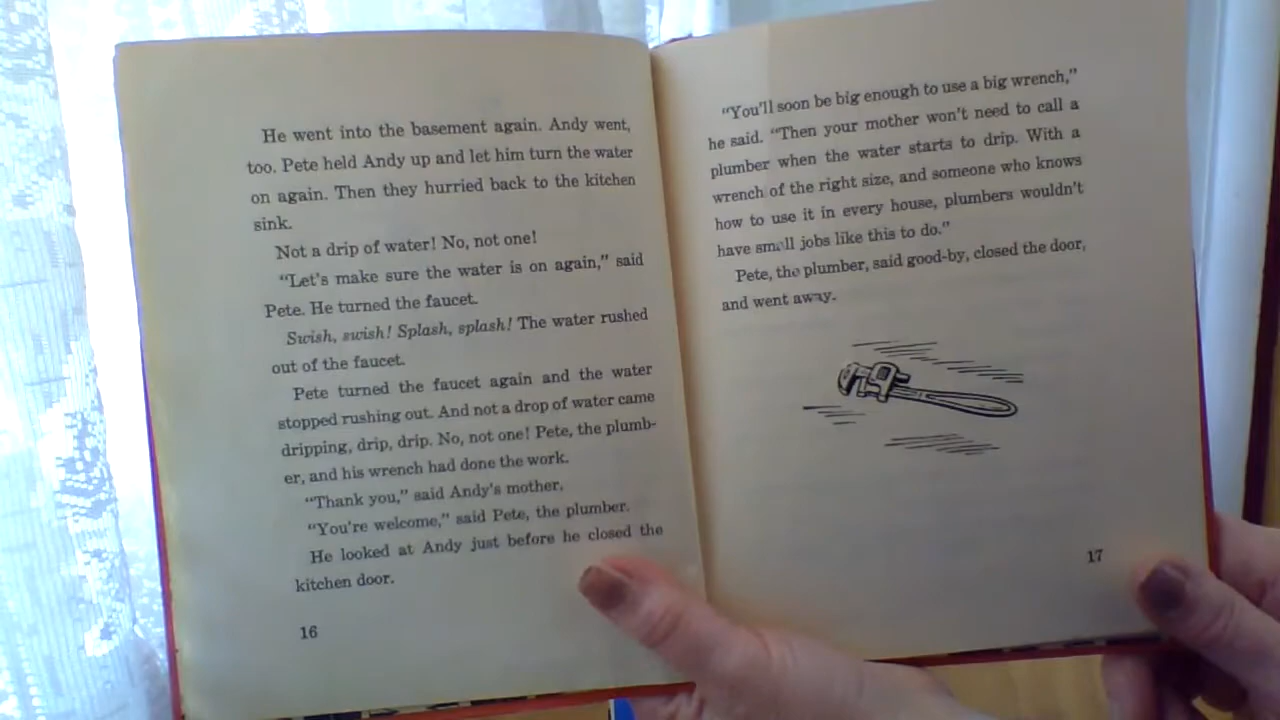 He went into the basement again. Andy went,
too. Pete held Andy up and let him turn the water
on again. Then they hurried back to the kitchen
sink.
Not a drip of water! No, not one!
“Let's make sure the water is on again,” said
Pete. He turned the faucet.
Swish, swish! Splash, splash! The water rushed
out of the faucet.
Pete turned the faucet again and the water
stopped rushing out. And not a drop of water came
dripping, drip, drip. No, not one! Pete, the plumb-
er, and his wrench had done the work.
“Thank you,” said Andy's mother.
“You're welcome,” said Pete, the plumber.
He looked at Andy just before he closed the
kitchen door.
16
“You'll soon be big enough to use a big wrench,”
he said. “Then your mother won't need to call a
plumber when the water starts to drip. With a
wrench of the right size, and someone who knows
how to use it in every house, plumbers wouldn't
have small jobs like this to do.”
Pete, the plumber, said good-by, closed the door,
and went away.
17